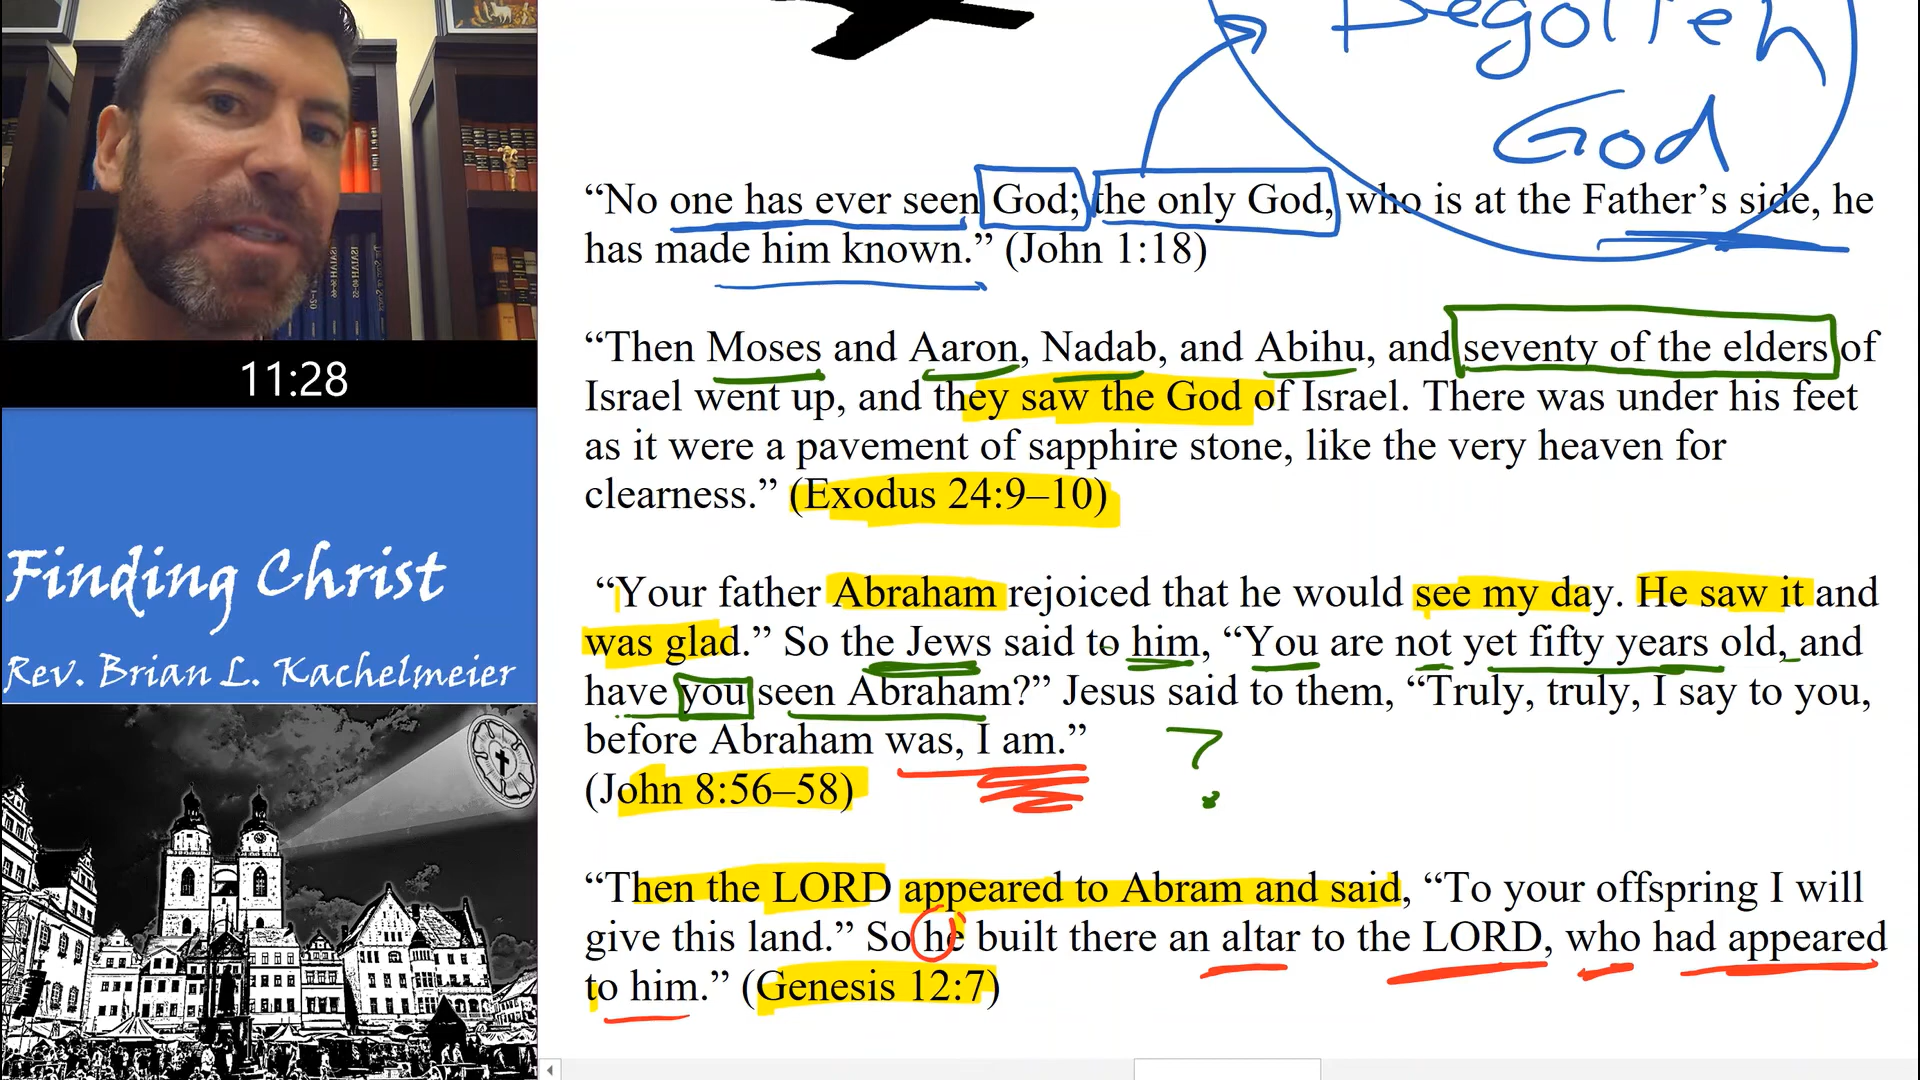 Begotten
God
“No one has ever seen God; the only God, who is at the Father’s side, he
has made him known.” (John 1:18)
“Then Moses and Aaron, Nadab, and Abihu, and seventy of the elders of
Israel went up, and they saw the God of Israel. There was under his feet
as it were a pavement of sapphire stone, like the very heaven for
clearness.” (Exodus 24:9–10)
“Your father Abraham rejoiced that he would see my day. He saw it and
was glad.” So the Jews said to him, “You are not yet fifty years old, and
have you seen Abraham?” Jesus said to them, “Truly, truly, I say to you,
before Abraham was, I am.”
?
(John 8:56–58)
“Then the LORD appeared to Abram and said, “To your offspring I will
give this land.” So he built there an altar to the LORD, who had appeared
to him.” (Genesis 12:7)
ISAIAH 40-55
11:28
Finding Christ
Rev. Brian L. Kachelmeier